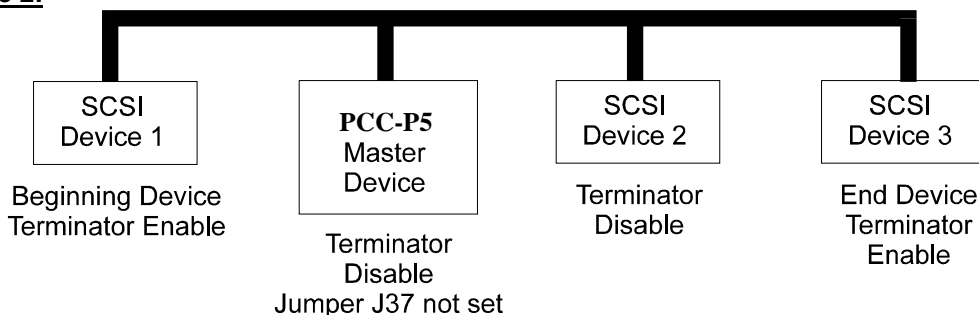 SCSI
Device 1
Beginning Device
Terminator Enable
PCC-P5
Master
Device
Terminator
Disable
Jumper J37 not set
SCSI
Device 2
Terminator
Disable
SCSI
Device 3
End Device
Terminator
Enable